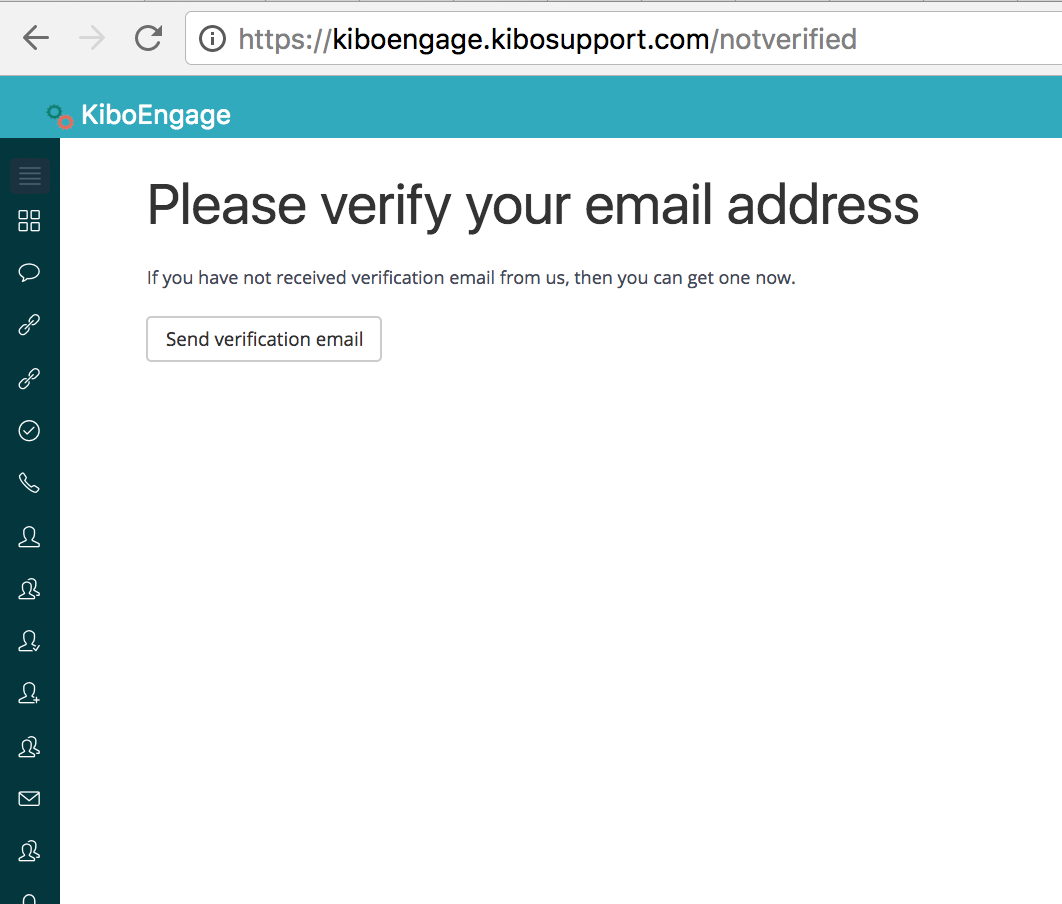 https://kiboengage.kibosupport.com/notverified
KiboEngage
Please verify your email address
If you have not received verification email from us, then you can get one now.
Send verification email